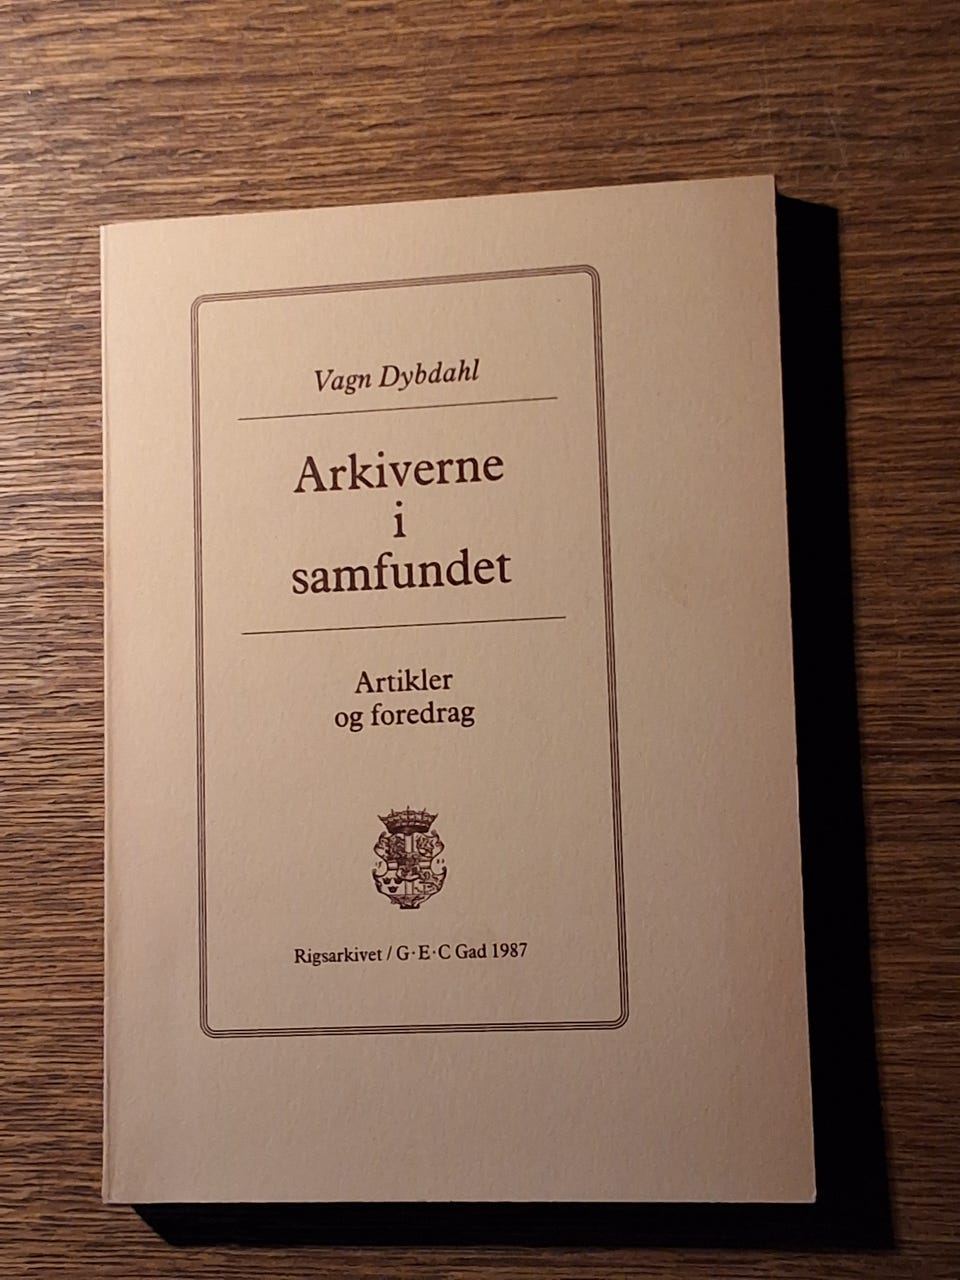 Vagn Dybdahl
Arkiverne
i
samfundet
Artikler
og foredrag
Rigsarkivet / G·E·C Gad 1987